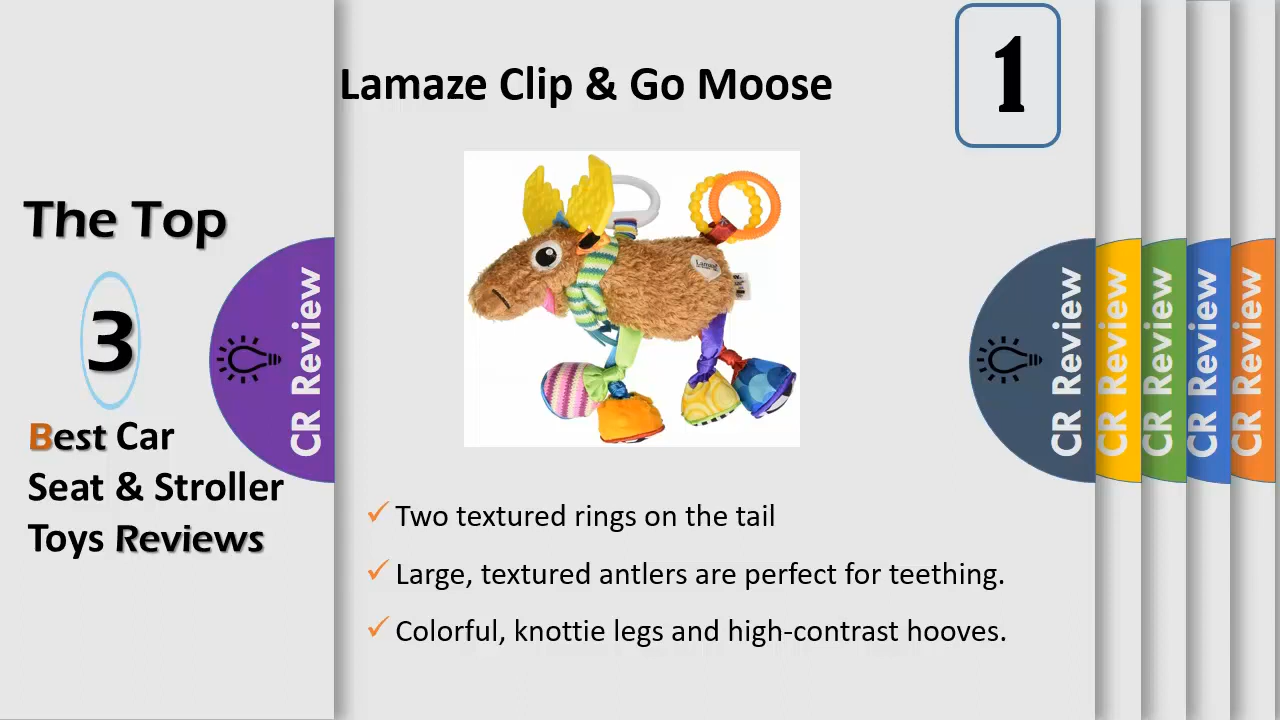 The Top
3
Best Car
Seat & Stroller
Toys Reviews
CR Review
Lamaze Clip & Go Moose
1
Lamaze
Two textured rings on the tail
Large, textured antlers are perfect for teething.
Colorful, knottie legs and high-contrast hooves.
CR Review
CR Review
CR Review
CR Review
CR Review